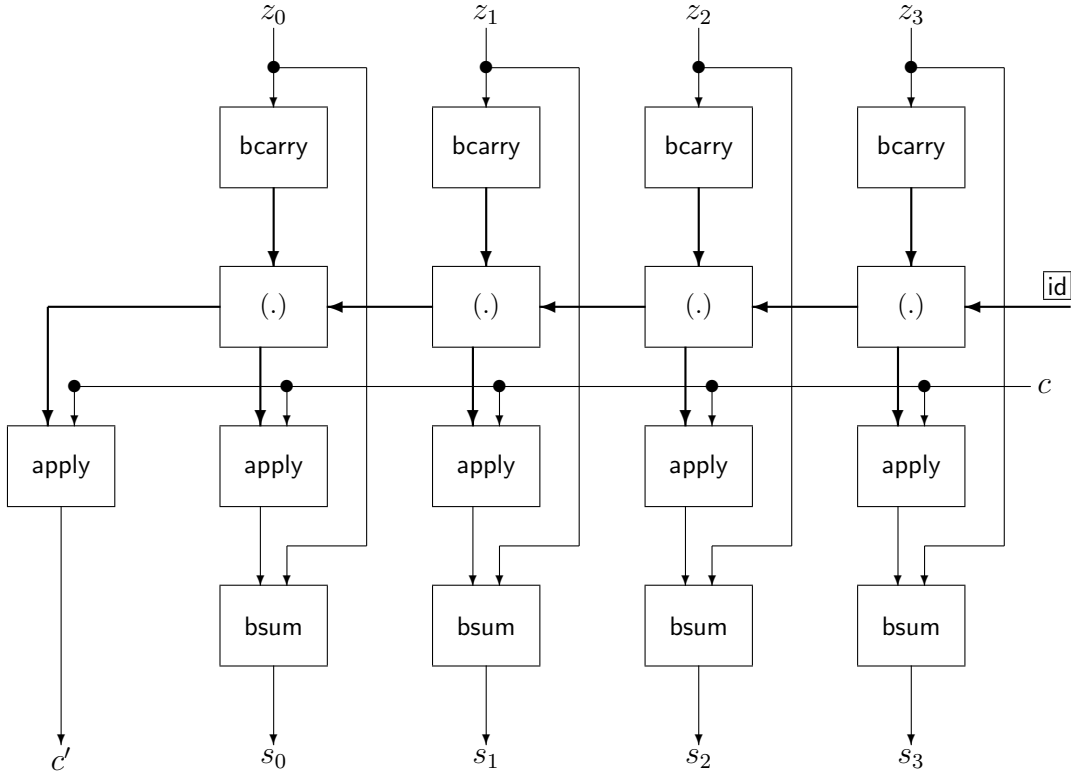 z₀ z₁ z₂ z₃
bcarry bcarry bcarry bcarry
id
(.) (.) (.) (.)
c
apply apply apply apply apply
bsum bsum bsum bsum
c′ s₀ s₁ s₂ s₃